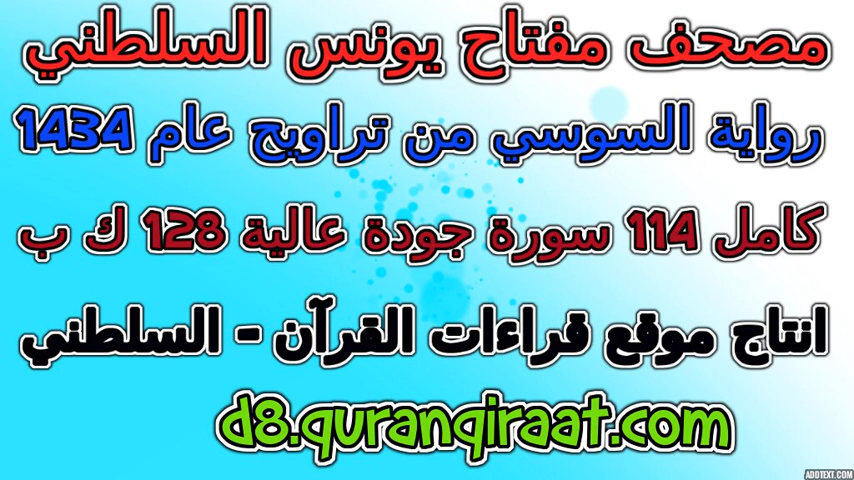 مصحف مفتاح يونس السلطني
رواية السوسي من تراويح عام 1434
كامل 114 سورة جودة عالية 128 ك ب
انتاج موقع قراءات القرآن - السلطني
d8.quranqiraat.com
ADDTEXT.COM